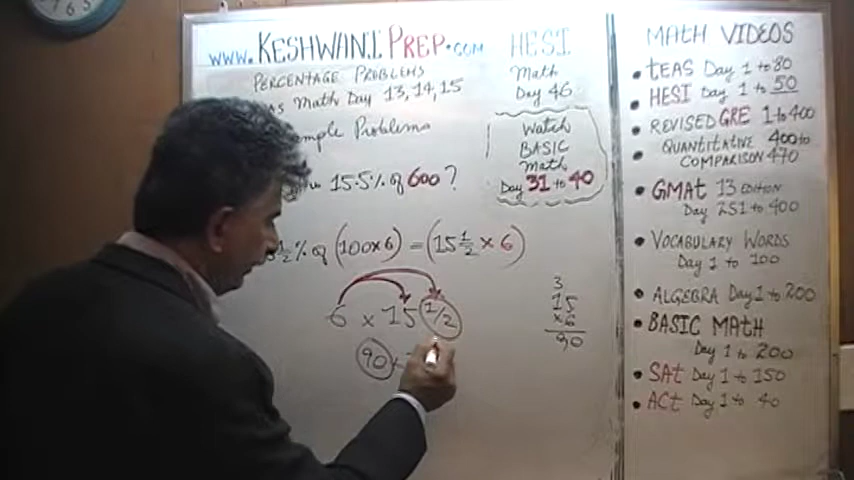 www.KESHWANIPREP.com
HESI
PERCENTAGE PROBLEMS
Math
AS Math Day 13, 14, 15
Day 46
ample Problems
Watch
BASIC
math
Day 31 to 40
15.5% of 600?
1/2% of (100×6) = (15 1/2 × 6)
6 × 15 1/2
90
3
15
×6
90
MATH VIDEOS
• TEAS Day 1 to 80
• HESI Day 1 to 50
• REVISED GRE 1 to 400
• QUANTITATIVE 400 to
COMPARISON 470
• GMAt 13 EDITION
Day 251 to 400
• VOCABULARY WORDS
Day 1 to 100
• ALGEBRA Day 1 to 200
• BASIC MATH
Day 1 to 200
• SAt Day 1 to 150
• ACt Day 1 to 40